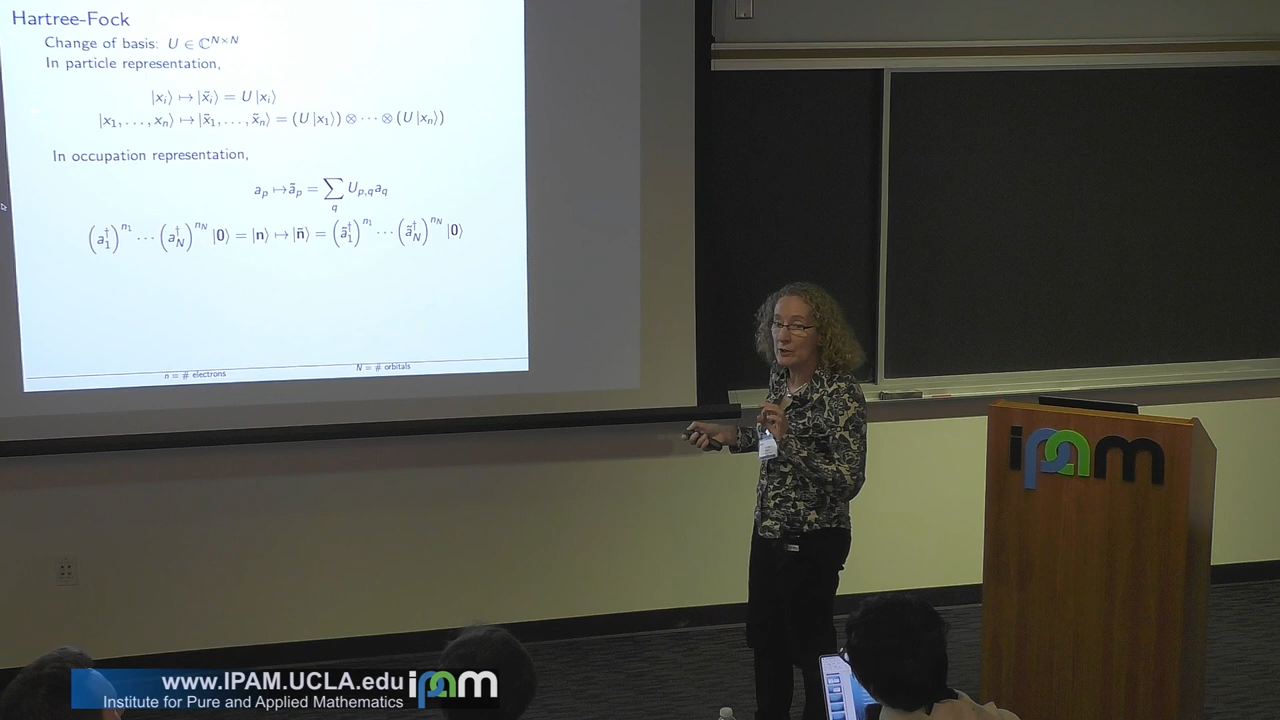 Hartree-Fock
Change of basis: U ∈ ℂ^{N×N}
In particle representation,
|x_i⟩ ↦ |x̃_i⟩ = U |x_i⟩
|x_1, . . . , x_n⟩ ↦ |x̃_1, . . . , x̃_n⟩ = (U |x_1⟩) ⊗ · · · ⊗ (U |x_n⟩)
In occupation representation,
a_p ↦ ã_p = ∑_q U_{p,q} a_q
(a_1^†)^{n_1} · · · (a_N^†)^{n_N} |0⟩ = |n⟩ ↦ |ñ⟩ = (ã_1^†)^{n_1} · · · (ã_N^†)^{n_N} |0⟩
n = # electrons N = # orbitals
ipam
www.IPAM.UCLA.edu ipam
Institute for Pure and Applied Mathematics